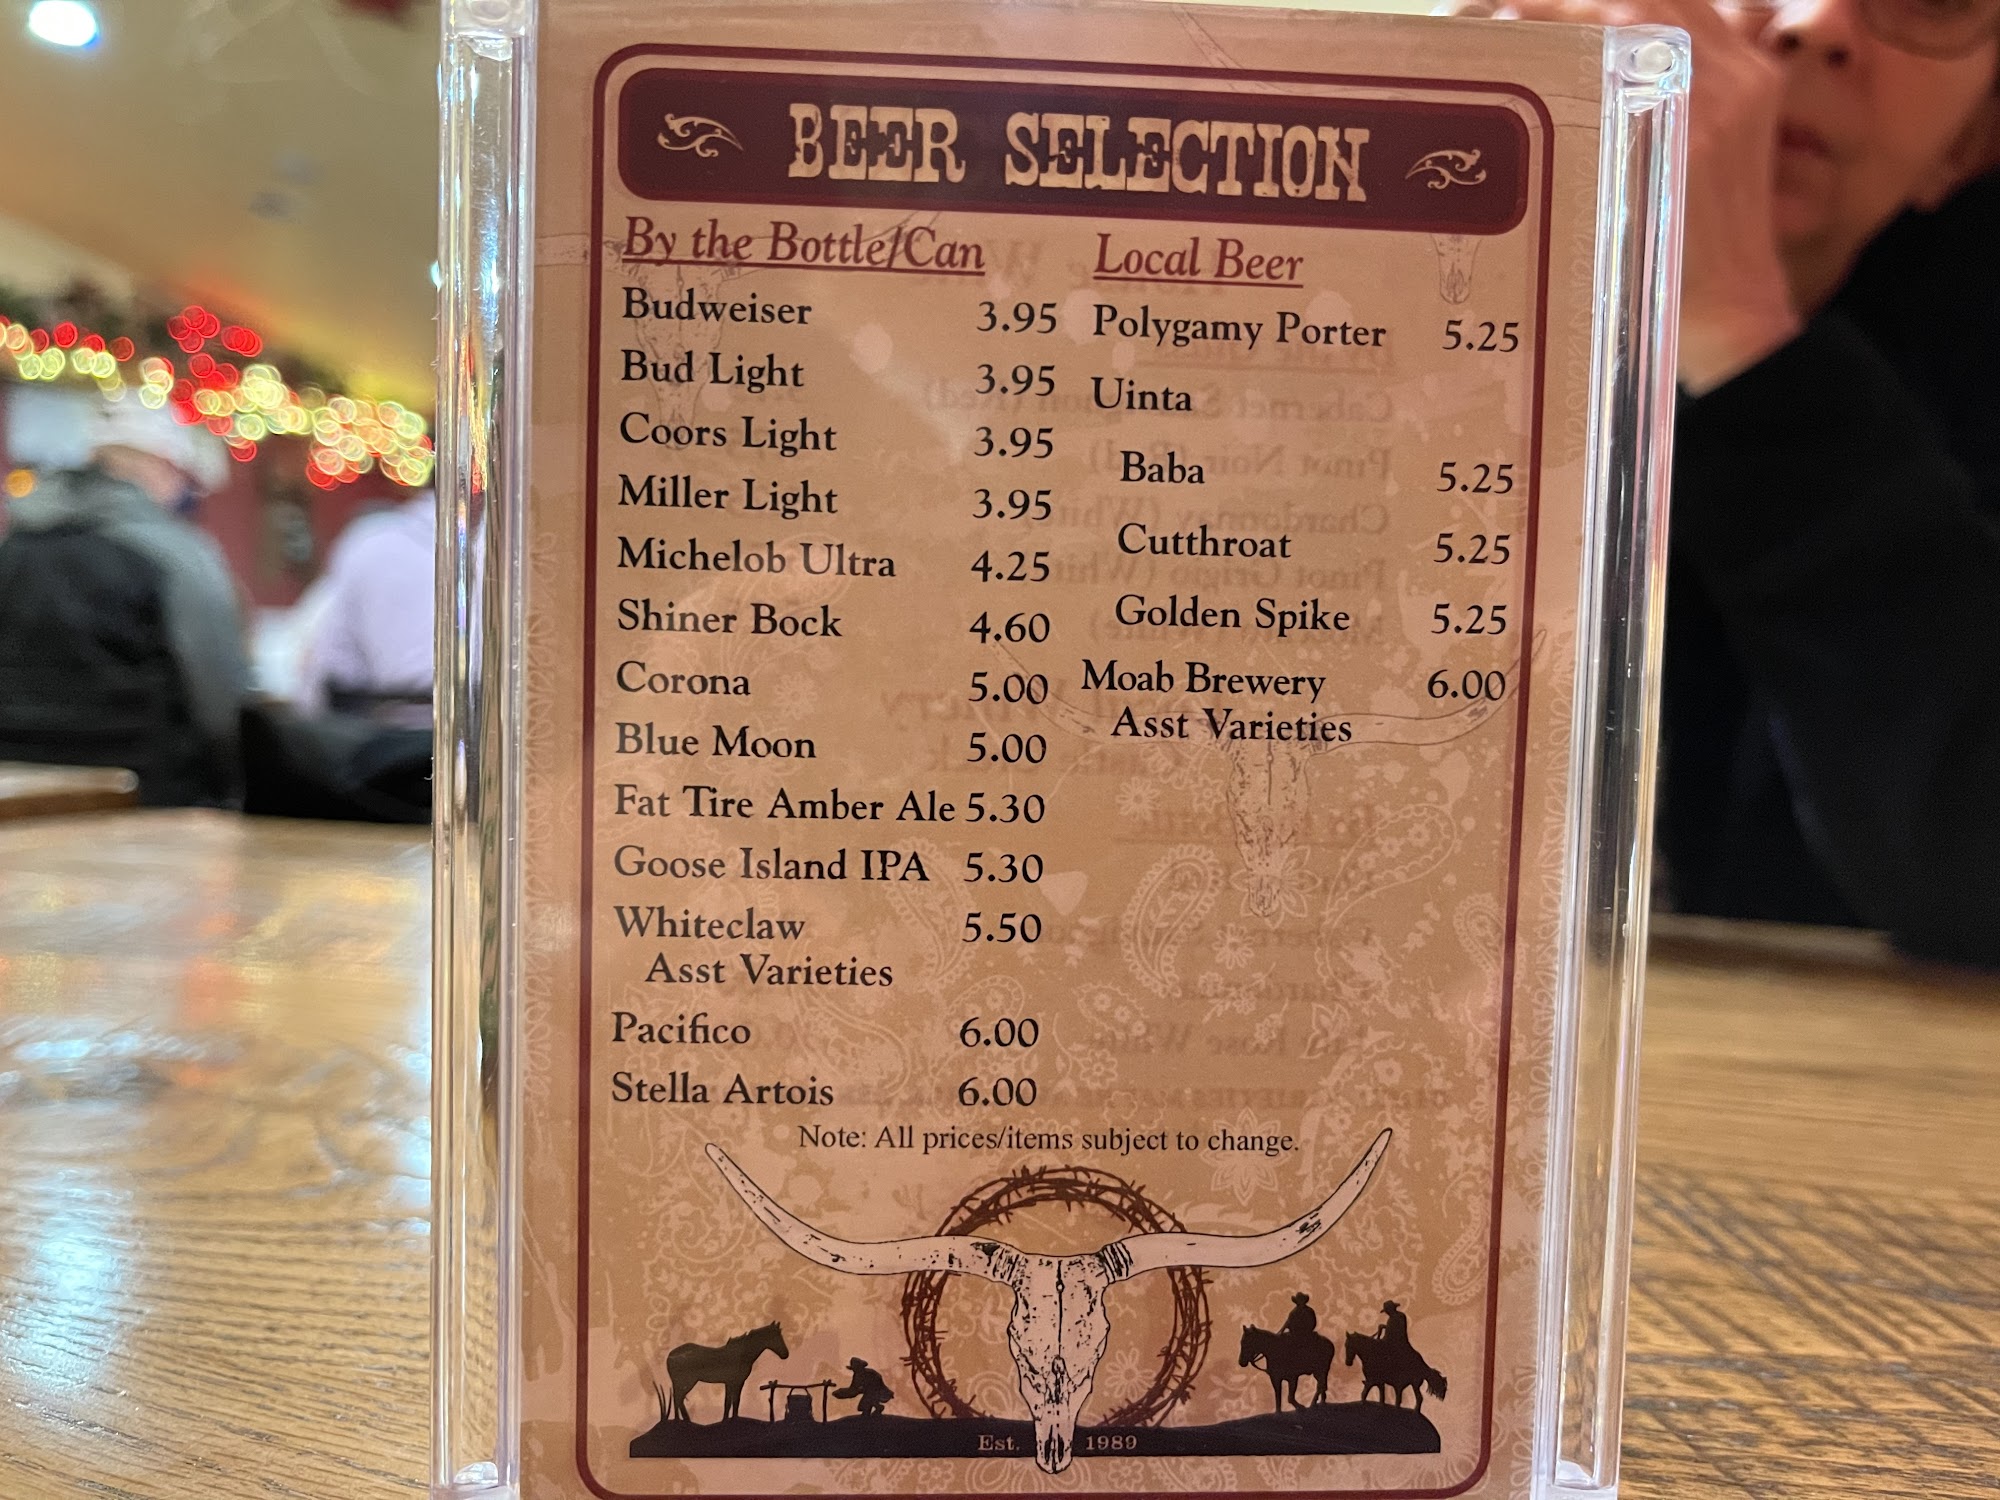 BEER SELECTION
By the Bottle/Can
Budweiser 3.95
Bud Light 3.95
Coors Light 3.95
Miller Light 3.95
Michelob Ultra 4.25
Shiner Bock 4.60
Corona 5.00
Blue Moon 5.00
Fat Tire Amber Ale 5.30
Goose Island IPA 5.30
Whiteclaw 5.50
Asst Varieties
Pacifico 6.00
Stella Artois 6.00
Local Beer
Polygamy Porter 5.25
Uinta
Baba 5.25
Cutthroat 5.25
Golden Spike 5.25
Moab Brewery 6.00
Asst Varieties
Note: All prices/items subject to change.
Est. 1989